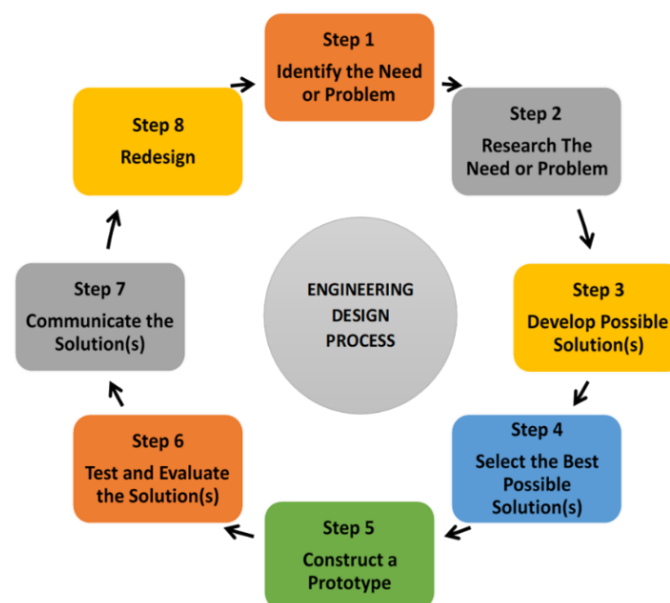 Step 1
Identify the Need
or Problem
Step 2
Research The
Need or Problem
Step 3
Develop Possible
Solution(s)
Step 4
Select the Best
Possible
Solution(s)
Step 5
Construct a
Prototype
Step 6
Test and Evaluate
the Solution(s)
Step 7
Communicate the
Solution(s)
Step 8
Redesign
ENGINEERING
DESIGN
PROCESS